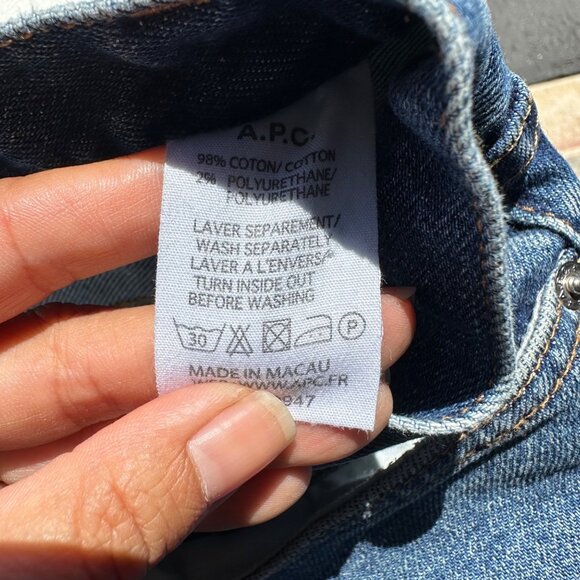 A.P.C.
98% COTON/ COTTON
2% POLYURETHANE/
POLYURETHANE
LAVER SEPAREMENT/
WASH SEPARATELY
LAVER A L'ENVERS/
TURN INSIDE OUT
BEFORE WASHING
30 P
MADE IN MACAU
WWW.APC.FR
947